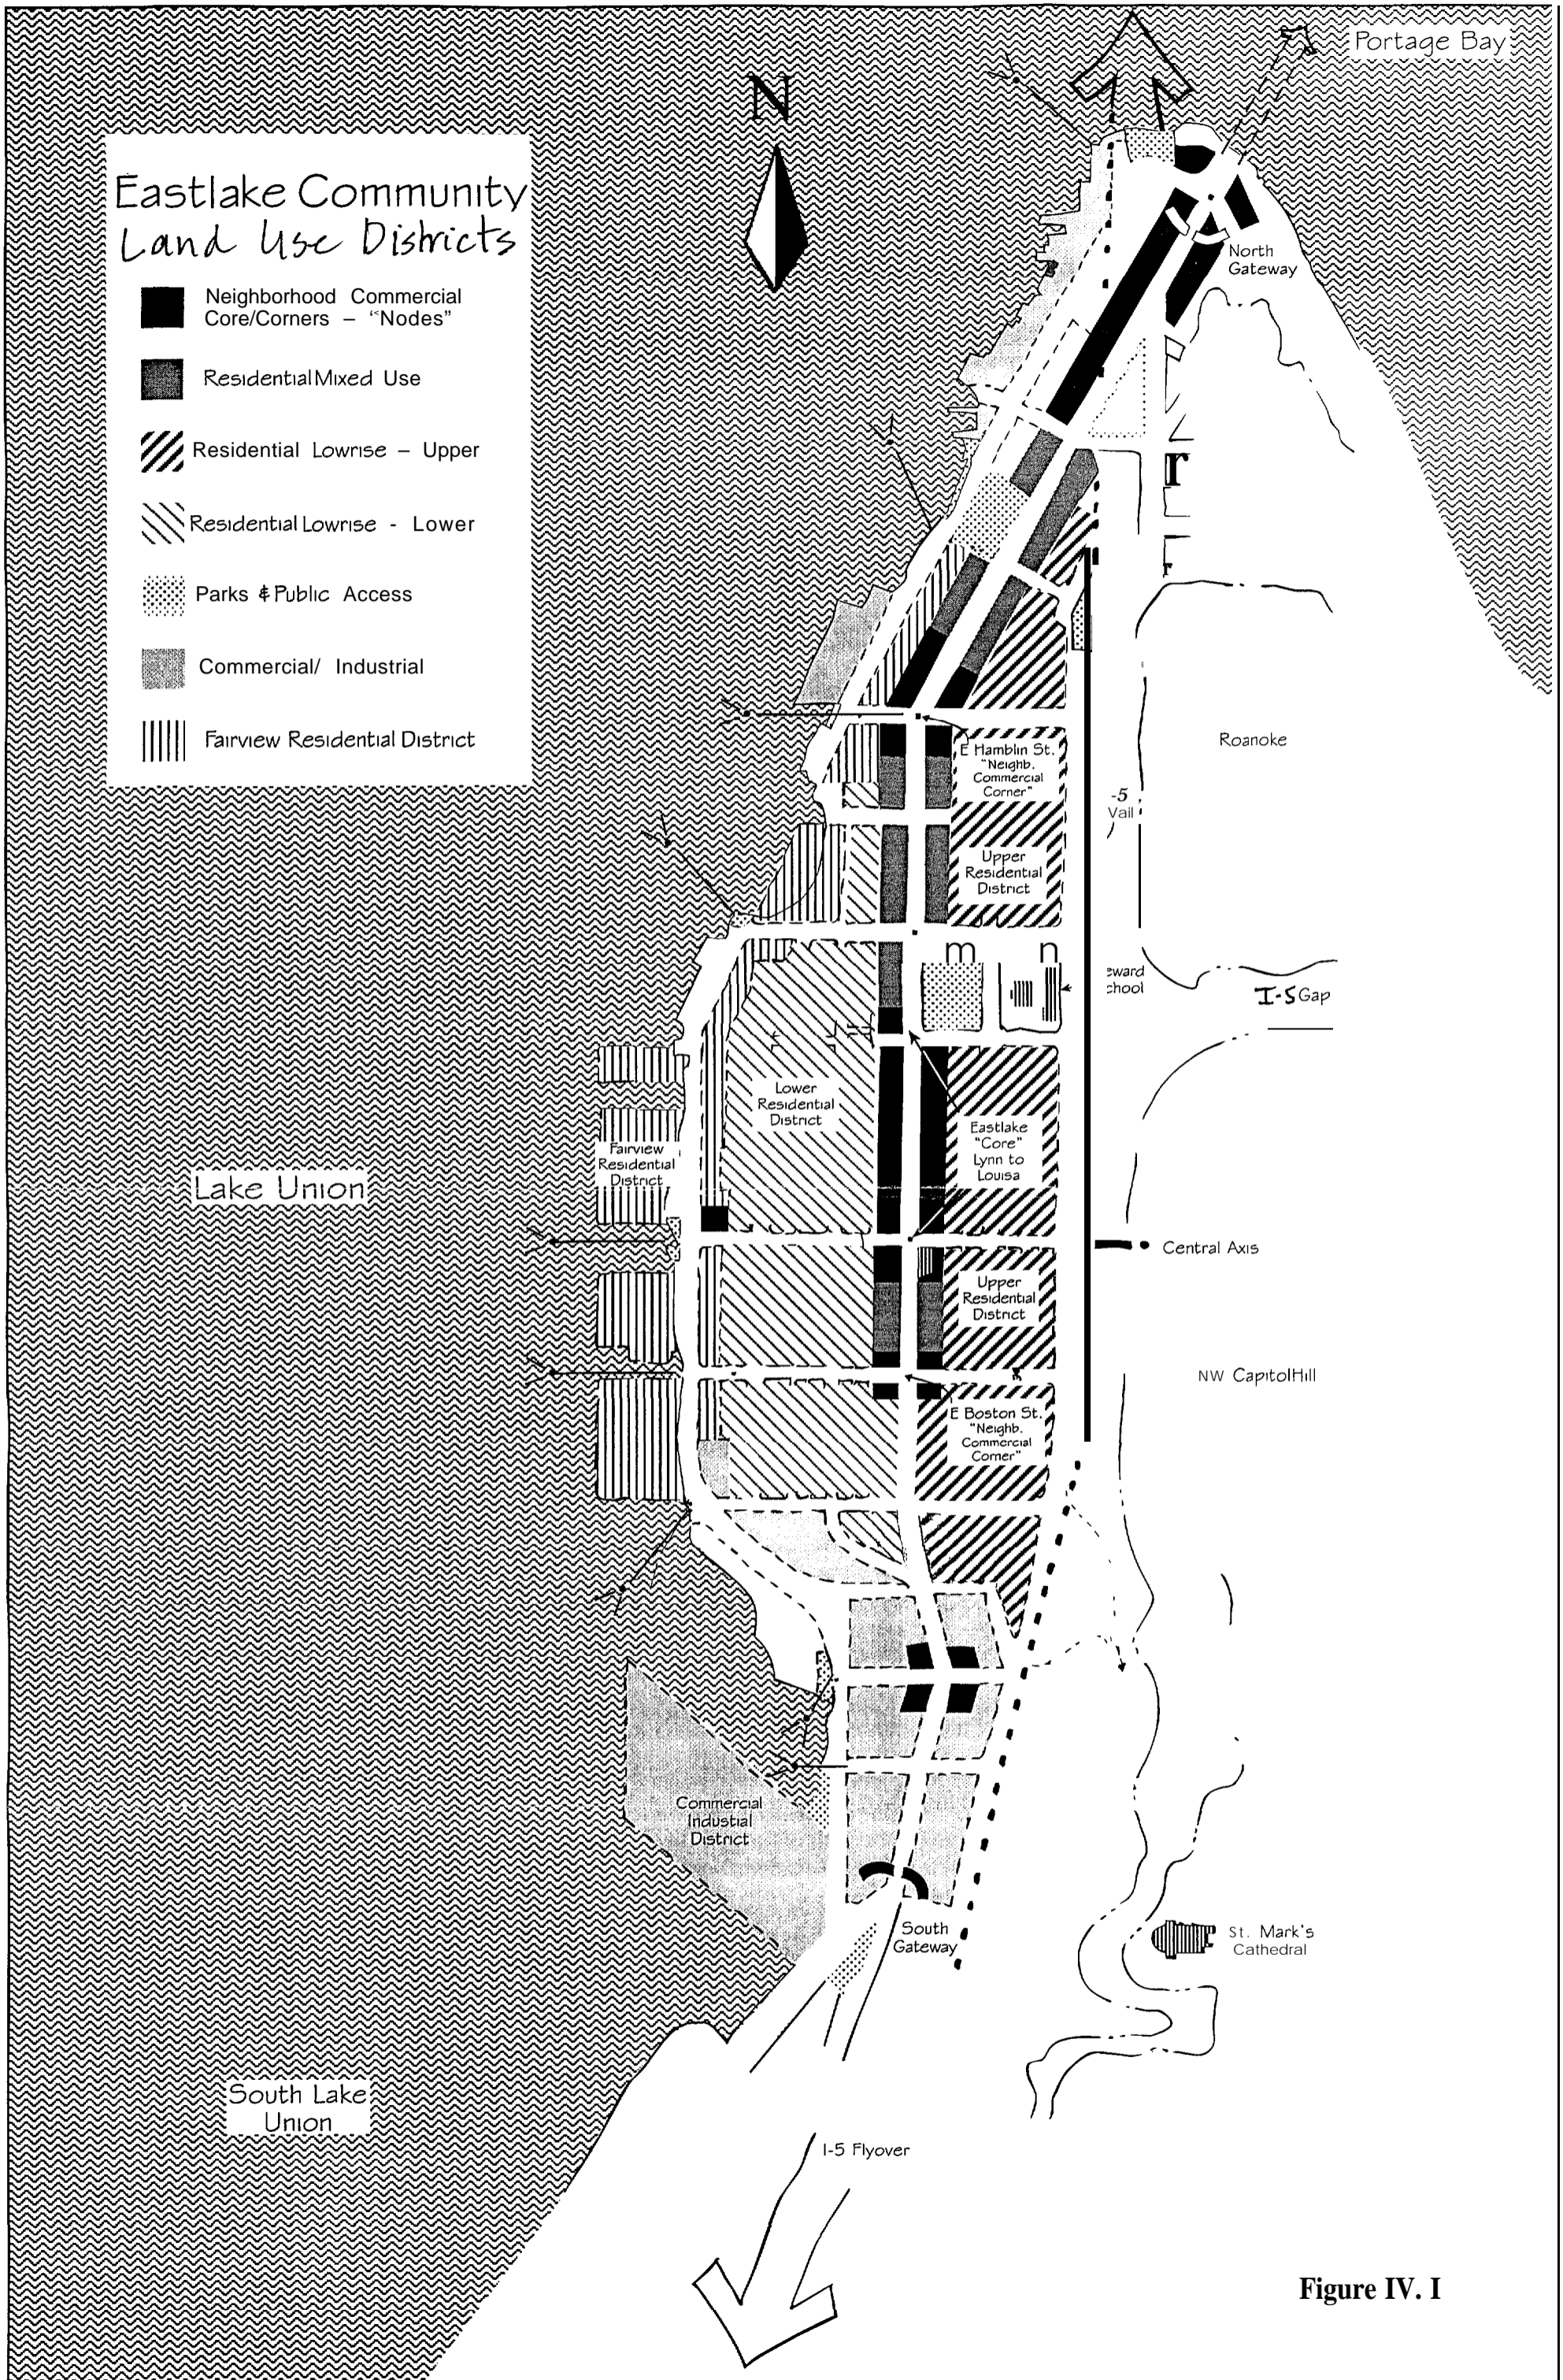 Portage Bay
N
Eastlake Community
Land Use Districts
Neighborhood Commercial
Core/Corners – "Nodes"
Residential Mixed Use
Residential Lowrise – Upper
Residential Lowrise - Lower
Parks & Public Access
Commercial/ Industrial
Fairview Residential District
North
Gateway
r
r
E Hamblin St.
"Neighb.
Commercial
Corner"
Roanoke
-5
Vail
Upper
Residential
District
m n
eward
chool
I-5 Gap
Lower
Residential
District
Eastlake
"Core"
Lynn to
Louisa
Fairview
Residential
District
Lake Union
Central Axis
Upper
Residential
District
NW Capitol Hill
E Boston St.
"Neighb.
Commercial
Corner"
Commercial
Industial
District
South
Gateway
St. Mark's
Cathedral
South Lake
Union
I-5 Flyover
Figure IV. I